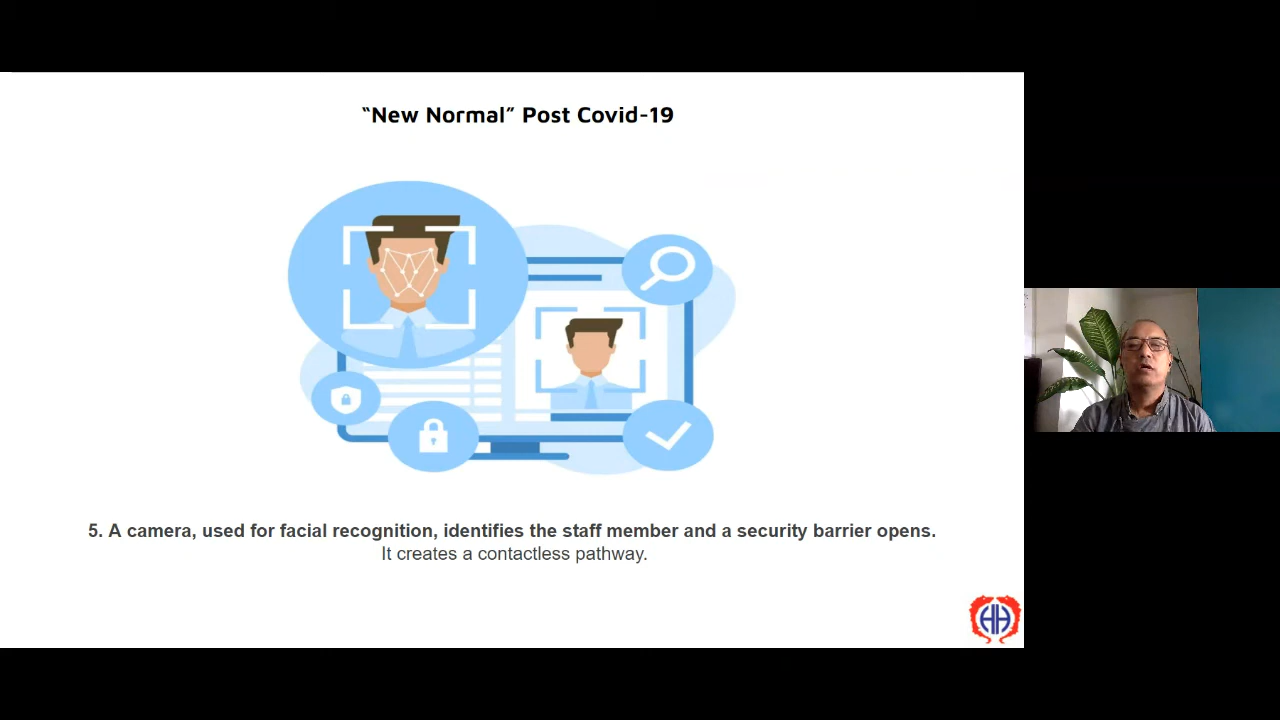 “New Normal” Post Covid-19
5. A camera, used for facial recognition, identifies the staff member and a security barrier opens.
It creates a contactless pathway.
HH